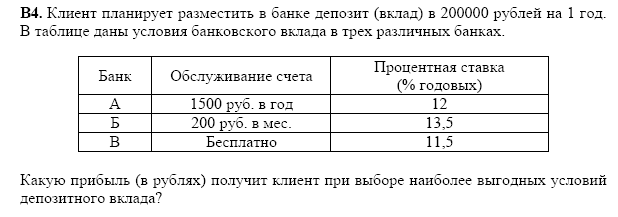 В4. Клиент планирует разместить в банке депозит (вклад) в 200000 рублей на 1 год.
В таблице даны условия банковского вклада в трех различных банках.
Банк Обслуживание счета Процентная ставка
(% годовых)
А 1500 руб. в год 12
Б 200 руб. в мес. 13,5
В Бесплатно 11,5
Какую прибыль (в рублях) получит клиент при выборе наиболее выгодных условий
депозитного вклада?